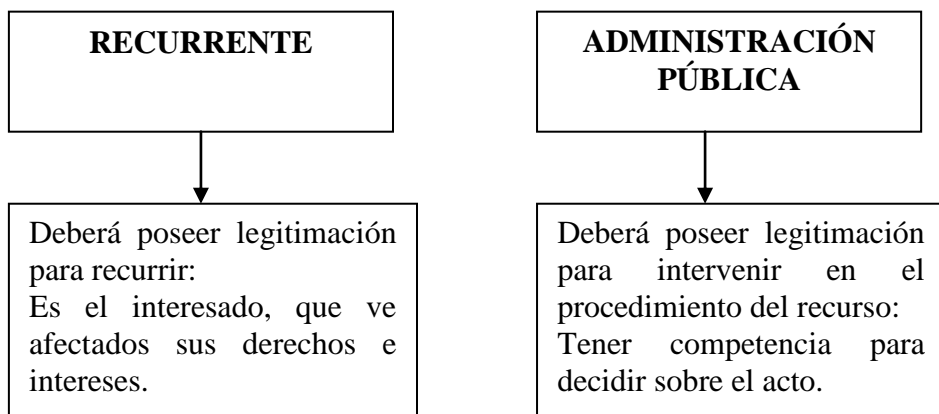 RECURRENTE
ADMINISTRACIÓN
PÚBLICA
Deberá poseer legitimación
para recurrir:
Es el interesado, que ve
afectados sus derechos e
intereses.
Deberá poseer legitimación
para intervenir en el
procedimiento del recurso:
Tener competencia para
decidir sobre el acto.